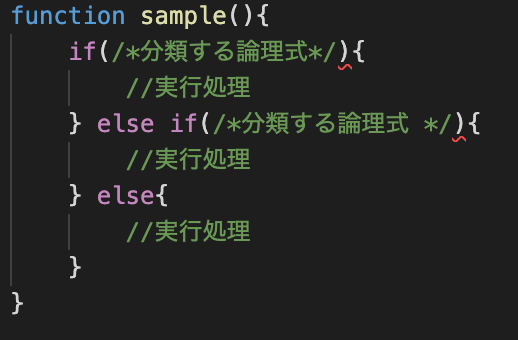 function sample(){
if(/*分類する論理式*/){
//実行処理
} else if(/*分類する論理式 */){
//実行処理
} else{
//実行処理
}
}